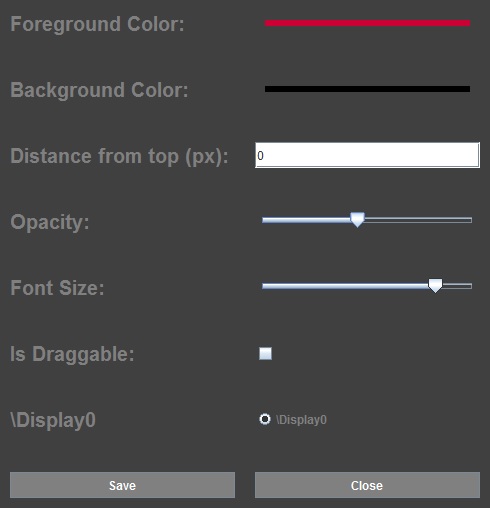 Foreground Color:
Background Color:
Distance from top (px): 0
Opacity:
Font Size:
Is Draggable:
\Display0 \Display0
Save Close